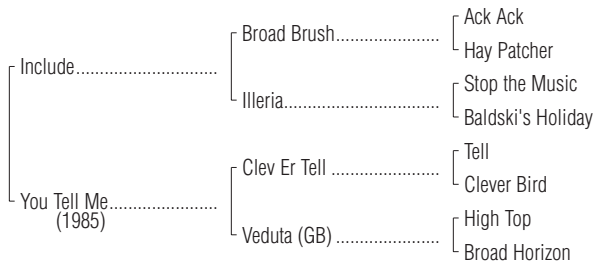 Ack Ack
Broad Brush....................
Hay Patcher
Include...........................
Stop the Music
Illeria..............................
Baldski's Holiday
Tell
Clev Er Tell .....................
Clever Bird
You Tell Me.....................
(1985)
High Top
Veduta (GB) ....................
Broad Horizon